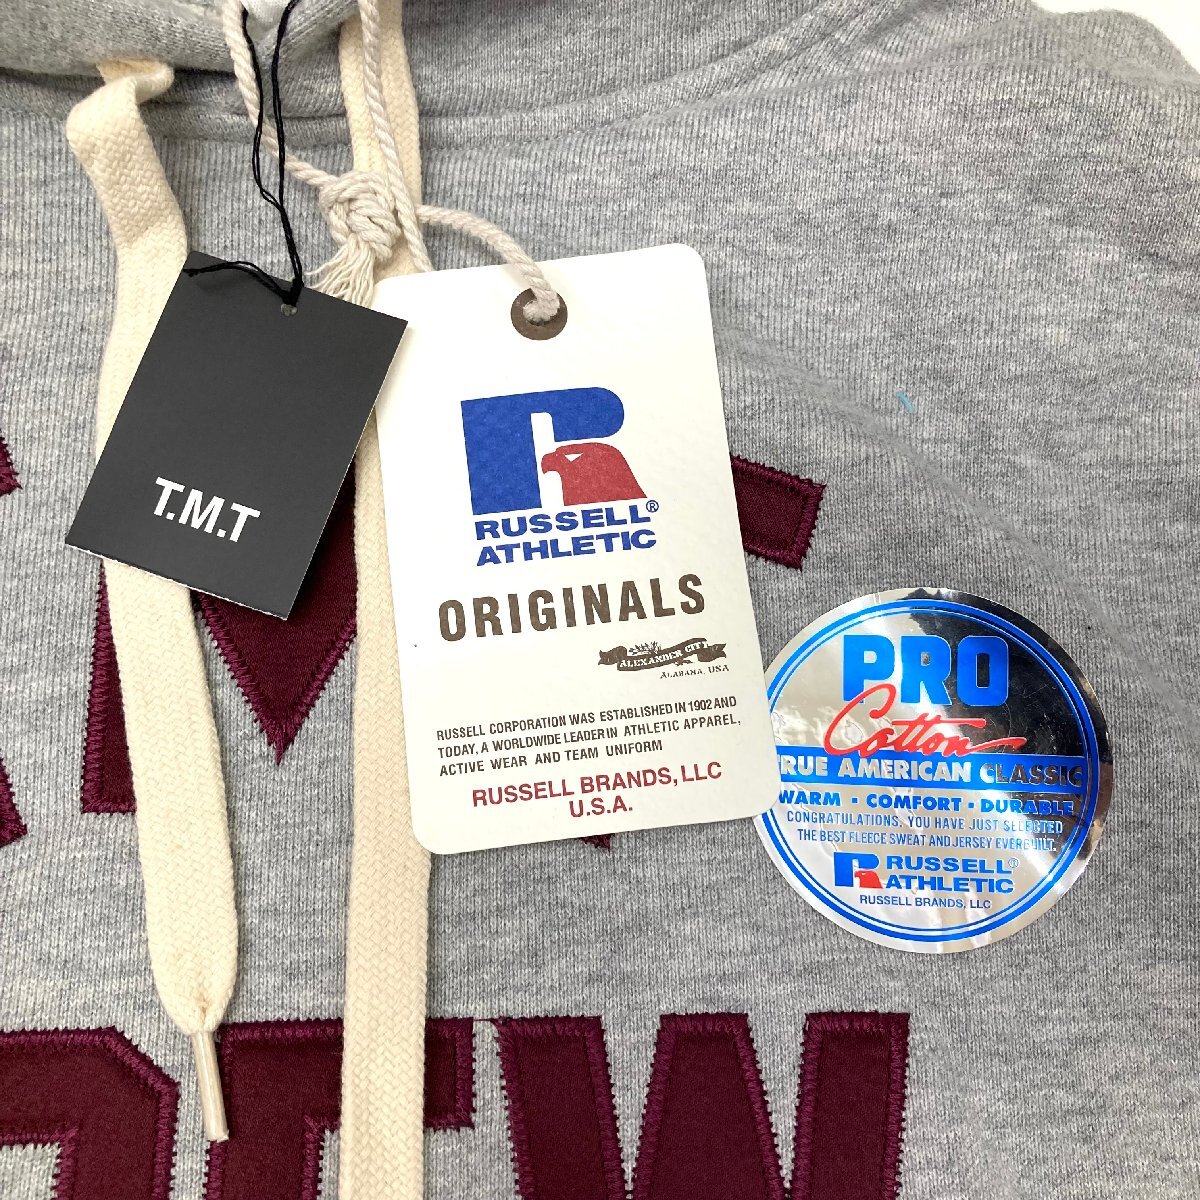 T.M.T
RUSSELL®
ATHLETIC
ORIGINALS
ALEXANDER CITY
ALABAMA, USA
RUSSELL CORPORATION WAS ESTABLISHED IN 1902 AND
TODAY, A WORLDWIDE LEADER IN ATHLETIC APPAREL,
ACTIVE WEAR AND TEAM UNIFORM
RUSSELL BRANDS, LLC
U.S.A.
PRO
Cotton
TRUE AMERICAN CLASSIC
WARM · COMFORT · DURABLE
CONGRATULATIONS. YOU HAVE JUST SELECTED
THE BEST FLEECE SWEAT AND JERSEY EVER BUILT.
RUSSELL®
ATHLETIC
RUSSELL BRANDS, LLC